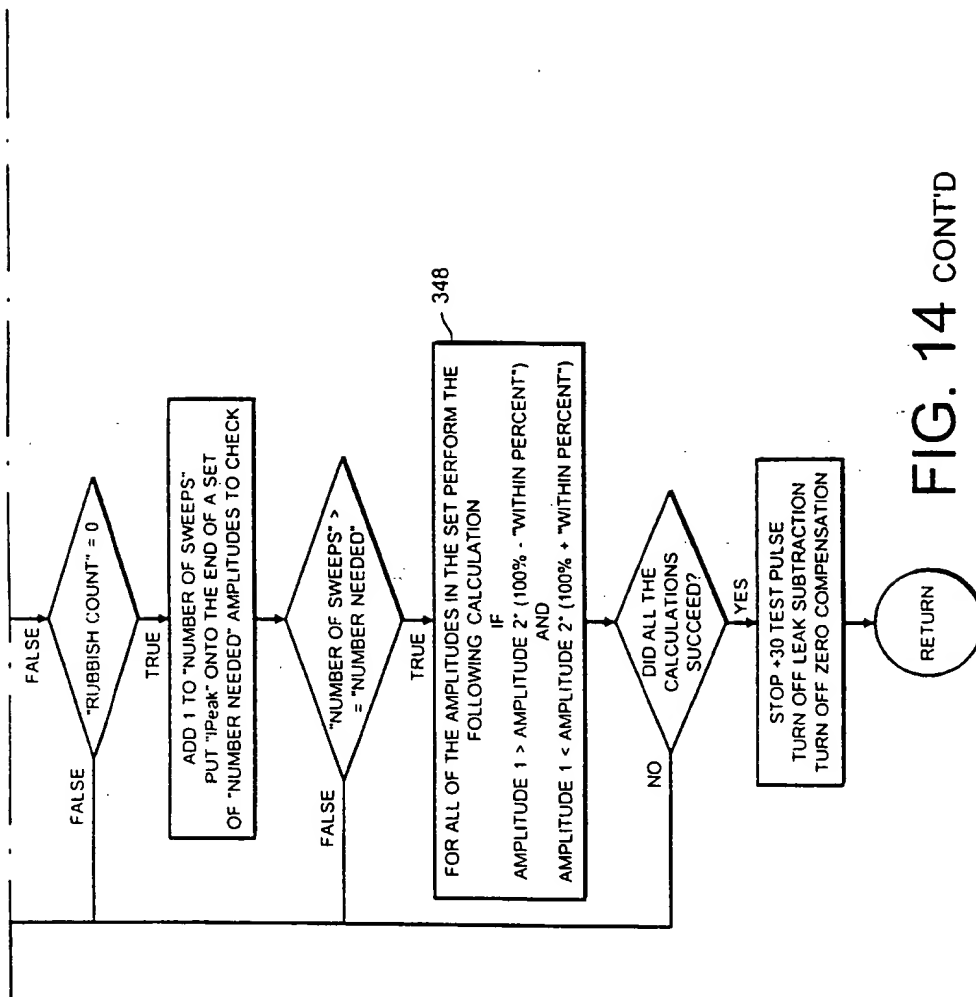 FALSE
"RUBBISH COUNT" = 0
FALSE
TRUE
ADD 1 TO "NUMBER OF SWEEPS"
PUT "IPeak" ONTO THE END OF A SET
OF "NUMBER NEEDED" AMPLITUDES TO CHECK
"NUMBER OF SWEEPS" >
= "NUMBER NEEDED"
FALSE
TRUE
348
FOR ALL OF THE AMPLITUDES IN THE SET PERFORM THE
FOLLOWING CALCULATION
IF
AMPLITUDE 1 > AMPLITUDE 2* (100% - "WITHIN PERCENT")
AND
AMPLITUDE 1 < AMPLITUDE 2* (100% + "WITHIN PERCENT")
DID ALL THE
CALCULATIONS
SUCCEED?
NO
YES
STOP +30 TEST PULSE
TURN OFF LEAK SUBTRACTION
TURN OFF ZERO COMPENSATION
RETURN
FIG. 14 CONT'D